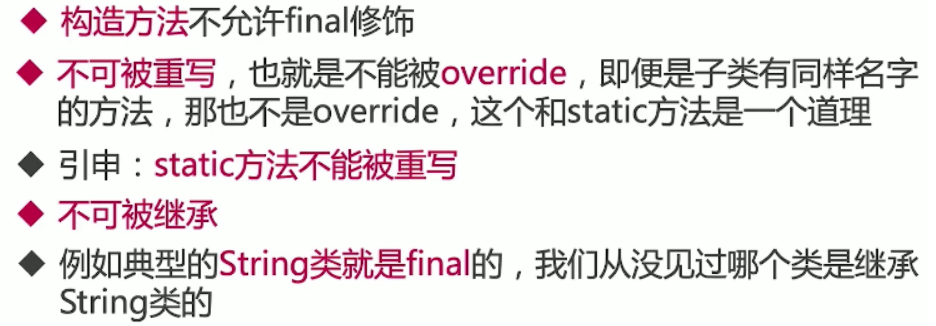 ◆ 构造方法不允许final修饰
◆ 不可被重写，也就是不能被override，即便是子类有同样名字
的方法，那也不是override，这个和static方法是一个道理
◆ 引申：static方法不能被重写
◆ 不可被继承
◆ 例如典型的String类就是final的，我们从没见过哪个类是继承
String类的